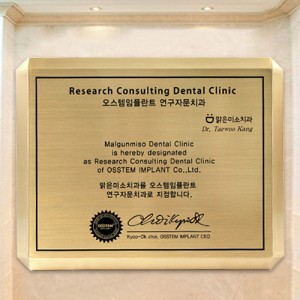 Research Consulting Dental Clinic
오스템임플란트 연구자문치과
맑은미소치과
Dr. Taewoo Kang
Malgunmiso Dental Clinic
is hereby designated
as Research Consulting Dental Clinic
of OSSTEM IMPLANT Co.,Ltd.
맑은미소치과을 오스템임플란트
연구자문치과로 지정합니다.
OSSTEM
Kyoo-Ok choi, OSSTEM IMPLANT CEO